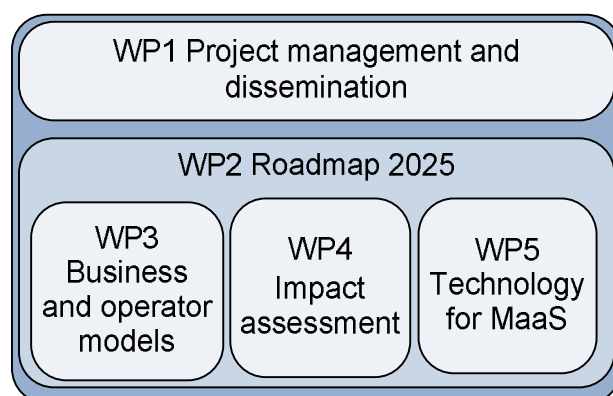 WP1 Project management and
dissemination
WP2 Roadmap 2025
WP3
Business
and operator
models
WP4
Impact
assessment
WP5
Technology
for MaaS